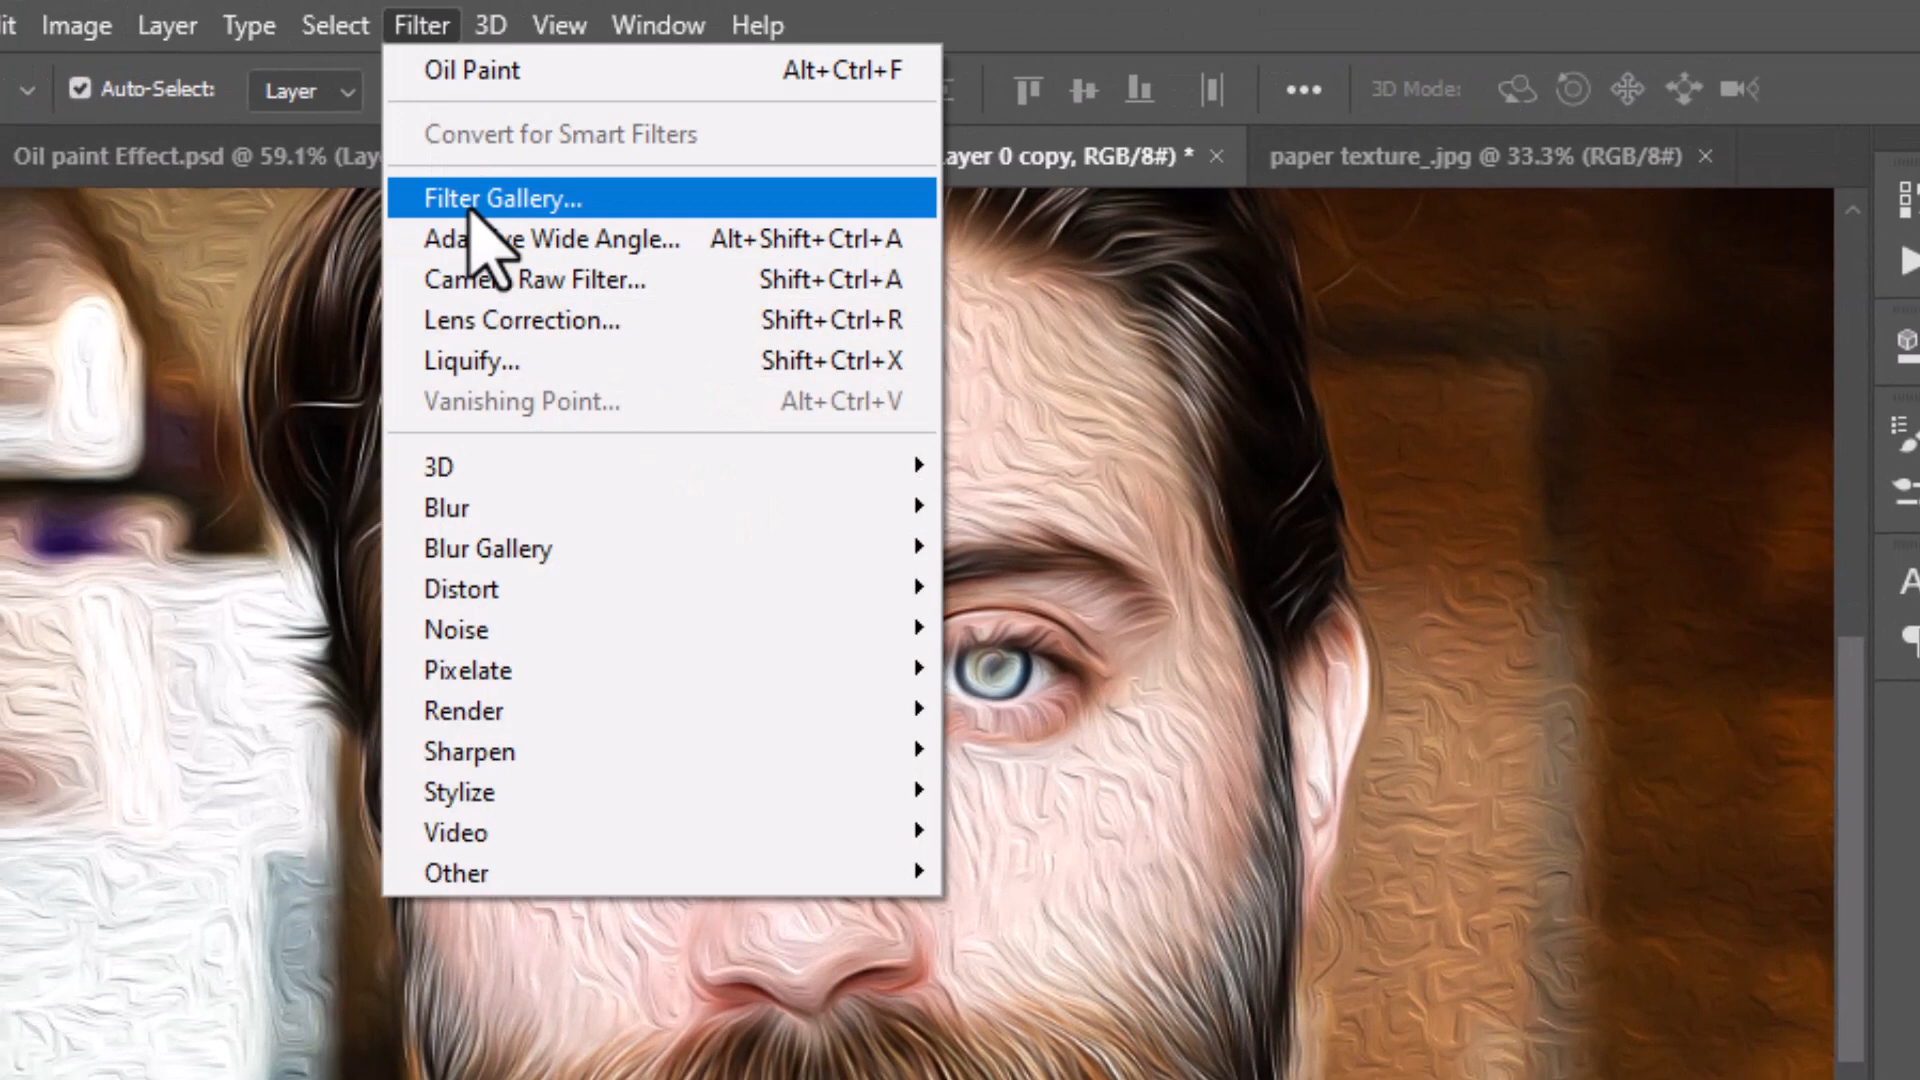 it Image Layer Type Select Filter 3D View Window Help
Auto-Select: Layer 3D Mode:
Oil paint Effect.psd @ 59.1% (Lay ayer 0 copy, RGB/8#) * paper texture_.jpg @ 33.3% (RGB/8#)
Oil Paint Alt+Ctrl+F
Convert for Smart Filters
Filter Gallery...
Ada ve Wide Angle... Alt+Shift+Ctrl+A
Camera Raw Filter... Shift+Ctrl+A
Lens Correction... Shift+Ctrl+R
Liquify... Shift+Ctrl+X
Vanishing Point... Alt+Ctrl+V
3D
Blur
Blur Gallery
Distort
Noise
Pixelate
Render
Sharpen
Stylize
Video
Other